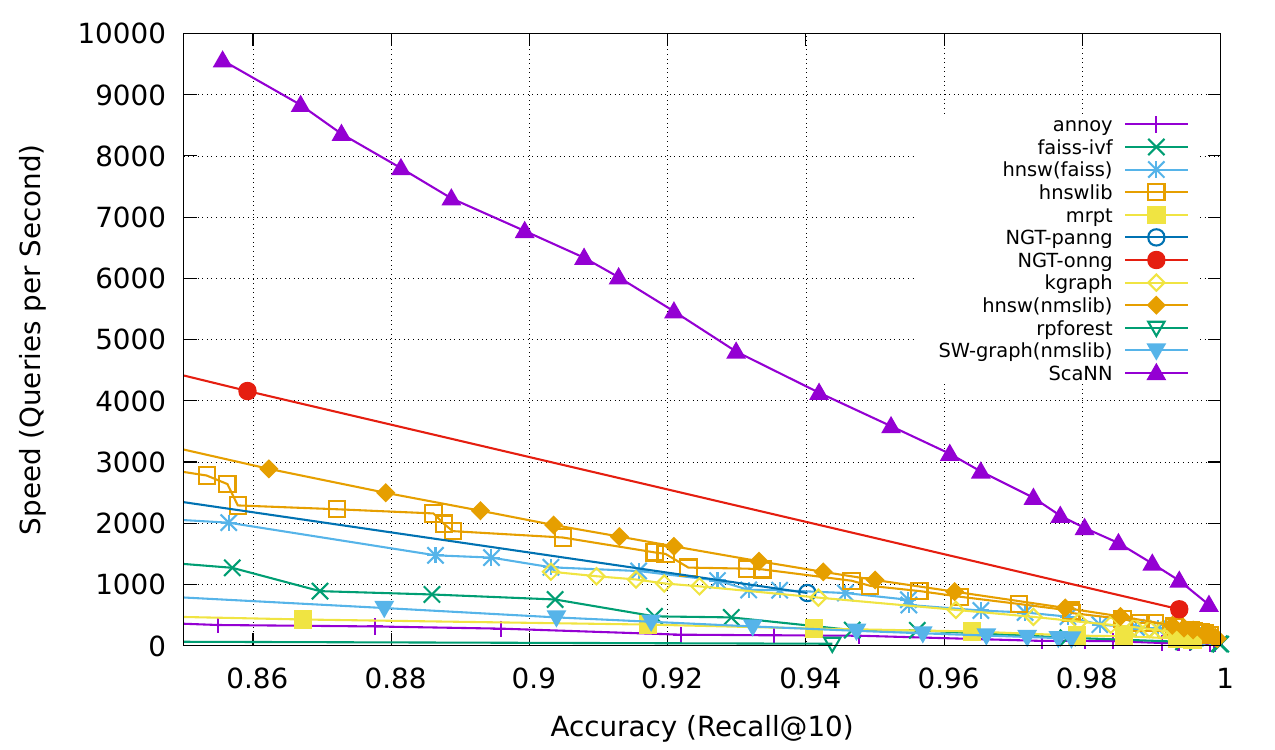 10000
9000
8000
7000
6000
5000
4000
3000
2000
1000
0
Speed (Queries per Second)
annoy
faiss-ivf
hnsw(faiss)
hnswlib
mrpt
NGT-panng
NGT-onng
kgraph
hnsw(nmslib)
rpforest
SW-graph(nmslib)
ScaNN
0.86 0.88 0.9 0.92 0.94 0.96 0.98 1
Accuracy (Recall@10)